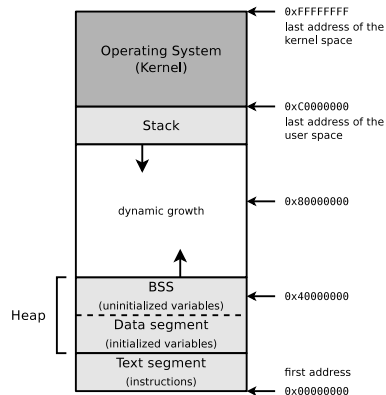 0xFFFFFFFF
last address of the
kernel space
Operating System
(Kernel)
0xC0000000
last address of the
user space
Stack
dynamic growth
0x80000000
BSS
(uninitialized variables)
0x40000000
Heap
Data segment
(initialized variables)
Text segment
(instructions)
first address
0x00000000